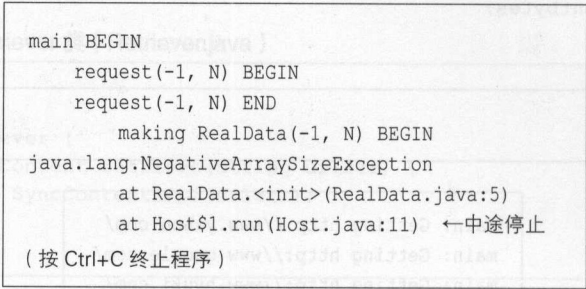 main BEGIN
    request(-1, N) BEGIN
    request(-1, N) END
        making RealData(-1, N) BEGIN
java.lang.NegativeArraySizeException
        at RealData.<init>(RealData.java:5)
        at Host$1.run(Host.java:11) ←中途停止
(按 Ctrl+C 终止程序)